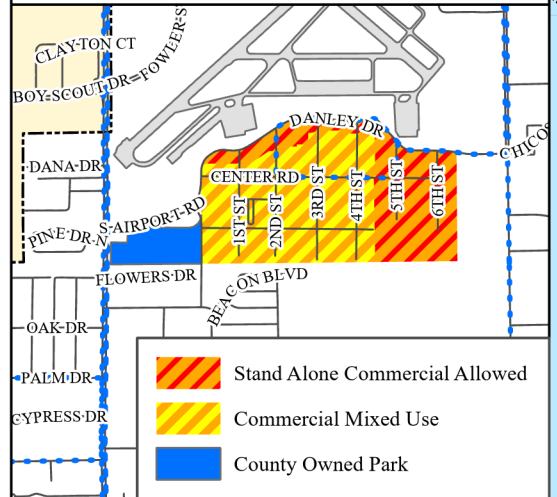 CLAYTON CT
BOY SCOUT DR
FOWLER S
DANLEY DR
CHICO
DANA DR
CENTER RD
1ST ST
2ND ST
3RD ST
4TH ST
5TH ST
6TH ST
S AIRPORT RD
PINE DR N
FLOWERS DR
BEACON BLVD
OAK DR
PALM DR
CYPRESS DR
Stand Alone Commercial Allowed
Commercial Mixed Use
County Owned Park